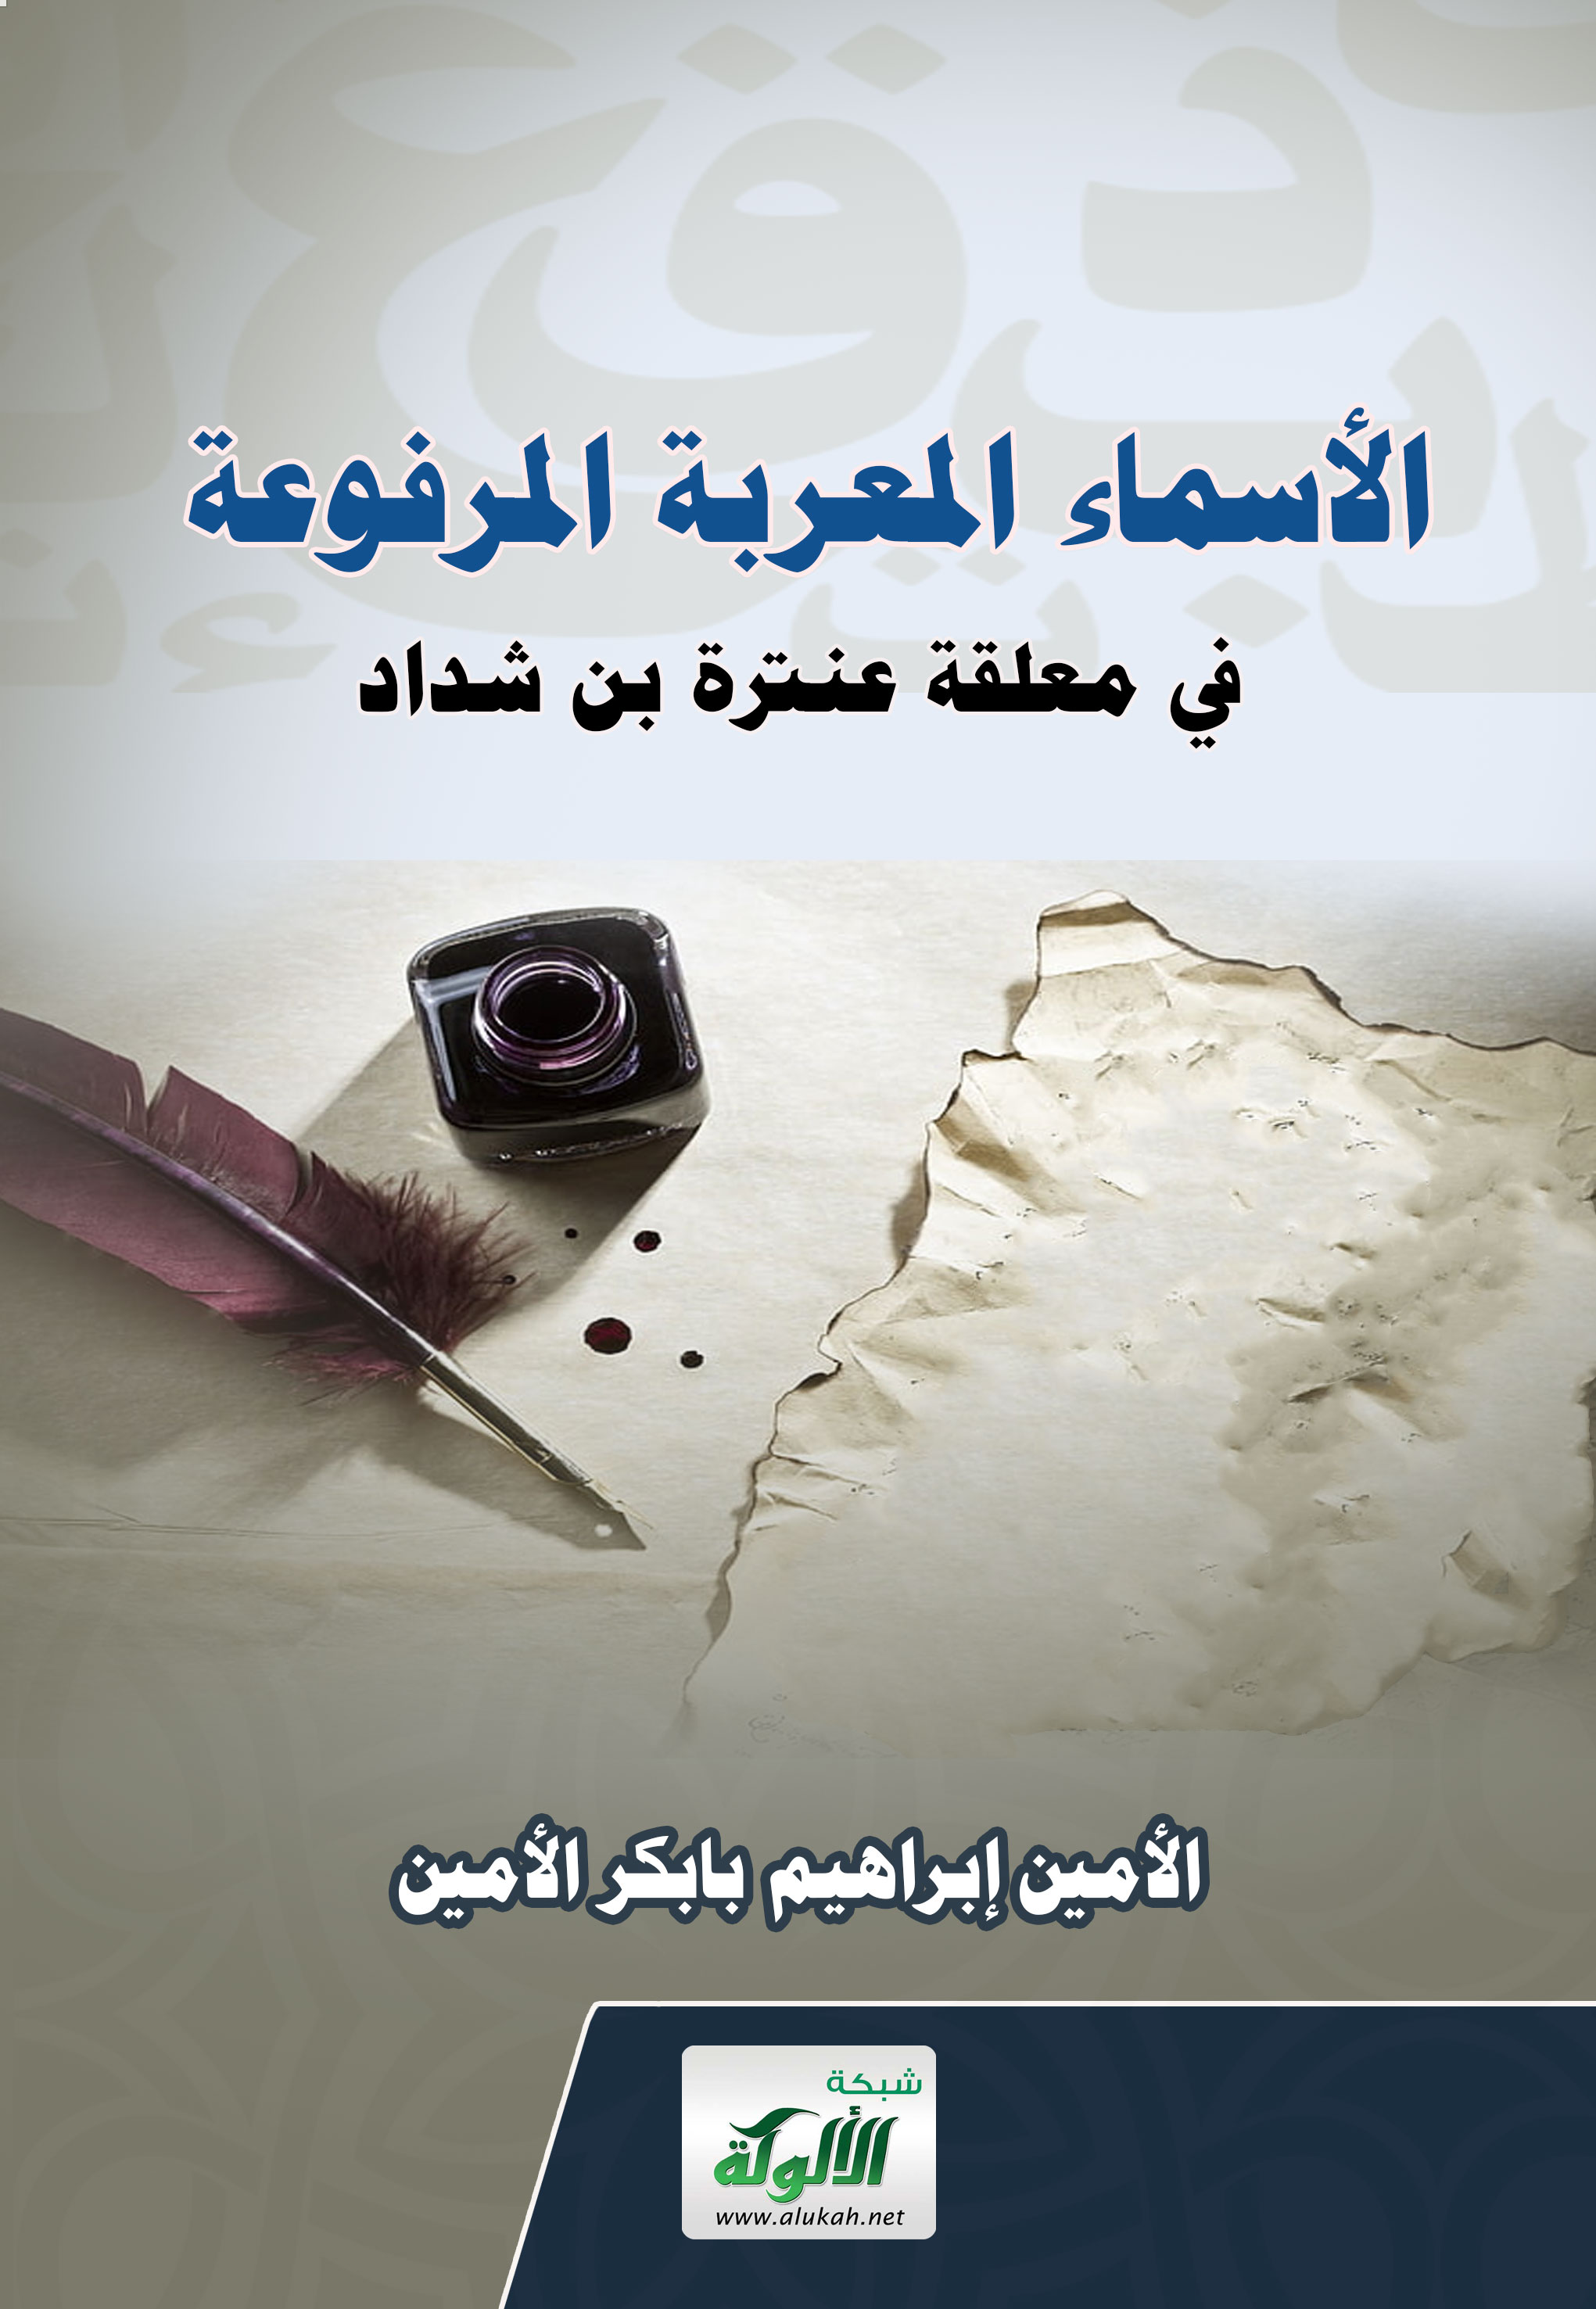 الأسماء المعربة المرفوعة
في معلقة عنترة بن شداد
الأمين إبراهيم بابكر الأمين
شبكة
الألوكة
www.alukah.net